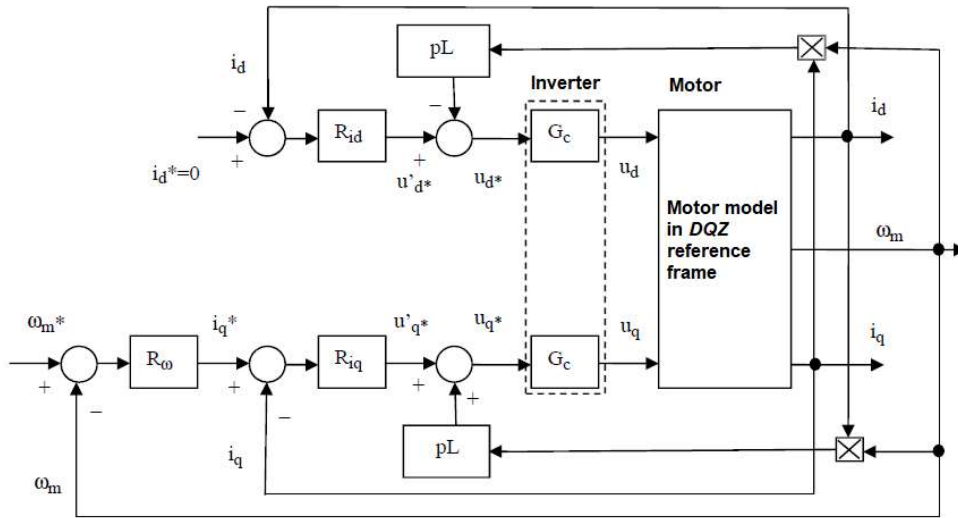 pL
i_d
Inverter
Motor
−
−
R_id
G_c
i_d
+
+
i_d*=0
u'_d*
u_d*
u_d
Motor model
in DQZ
reference
frame
ω_m
ω_m*
i_q*
u'_q*
u_q*
u_q
i_q
R_ω
R_iq
G_c
+
+
+
+
−
−
pL
i_q
ω_m